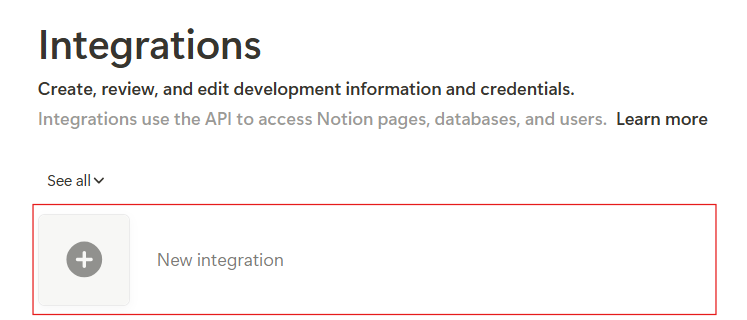 Integrations
Create, review, and edit development information and credentials.
Integrations use the API to access Notion pages, databases, and users. Learn more
See all
New integration